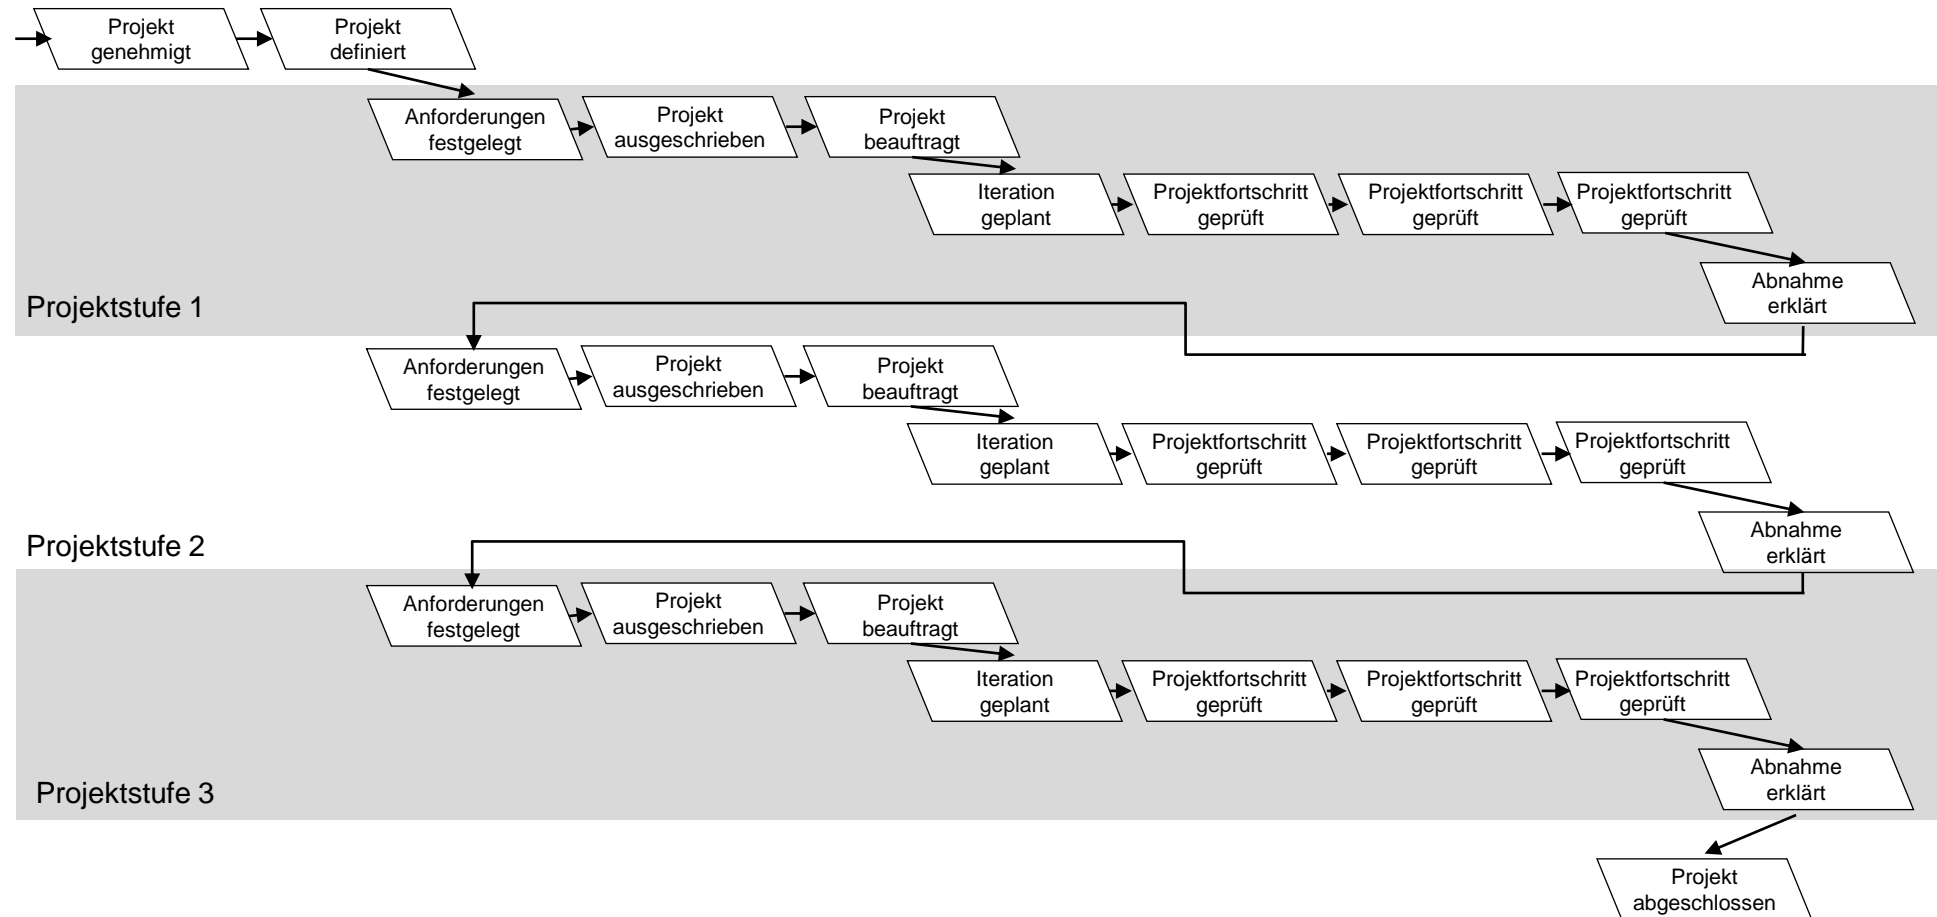 Projekt
genehmigt
Projekt
definiert
Anforderungen
festgelegt
Projekt
ausgeschrieben
Projekt
beauftragt
Iteration
geplant
Projektfortschritt
geprüft
Projektfortschritt
geprüft
Projektfortschritt
geprüft
Abnahme
erklärt
Projektstufe 1
Anforderungen
festgelegt
Projekt
ausgeschrieben
Projekt
beauftragt
Iteration
geplant
Projektfortschritt
geprüft
Projektfortschritt
geprüft
Projektfortschritt
geprüft
Abnahme
erklärt
Projektstufe 2
Anforderungen
festgelegt
Projekt
ausgeschrieben
Projekt
beauftragt
Iteration
geplant
Projektfortschritt
geprüft
Projektfortschritt
geprüft
Projektfortschritt
geprüft
Abnahme
erklärt
Projektstufe 3
Projekt
abgeschlossen